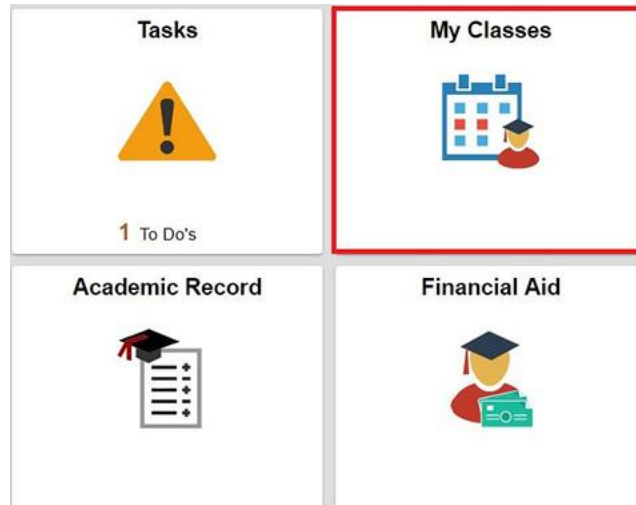 Tasks
My Classes
1 To Do's
Academic Record
Financial Aid